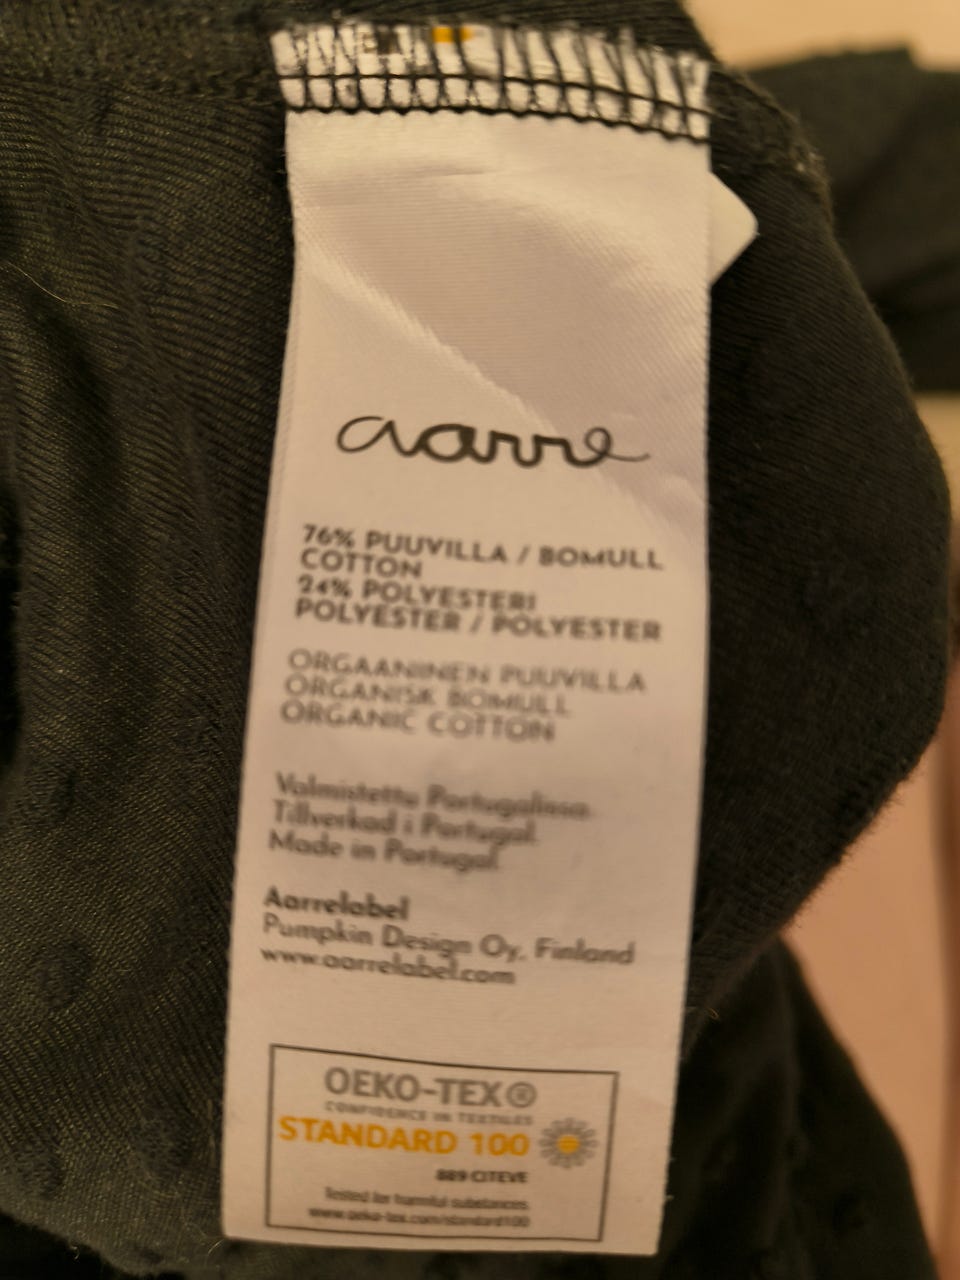 aarre
76% PUUVILLA / BOMULL
COTTON
24% POLYESTERI
POLYESTER / POLYESTER
ORGAANINEN PUUVILLA
ORGANISK BOMULL
ORGANIC COTTON
Valmistettu Portugalissa.
Tillverkad i Portugal.
Made in Portugal.
Aarrelabel
Pumpkin Design Oy, Finland
www.aarrelabel.com
OEKO-TEX®
CONFIDENCE IN TEXTILES
STANDARD 100
889 CITEVE
Tested for harmful substances.
www.oeko-tex.com/standard100